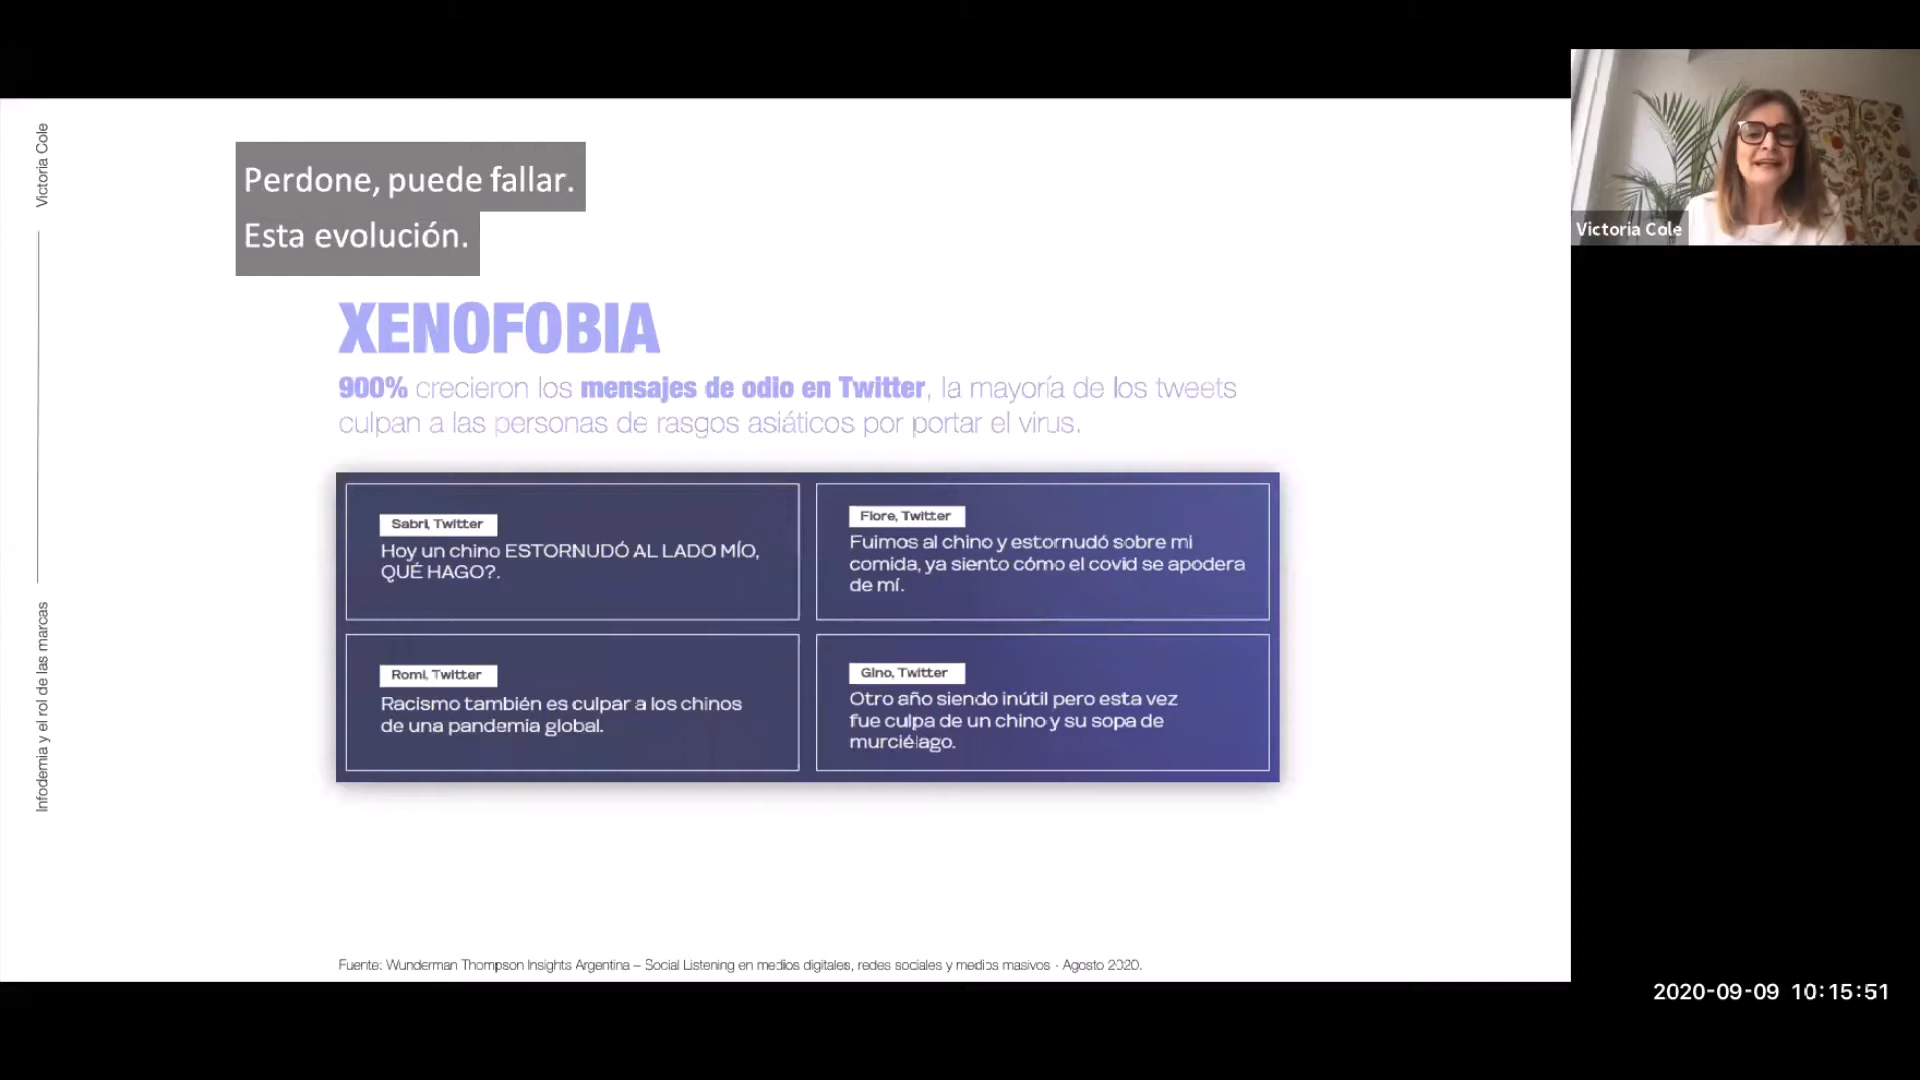 Victoria Cole
Infodemia y el rol de las marcas
Perdone, puede fallar.
Esta evolución.
XENOFOBIA
900% crecieron los mensajes de odio en Twitter, la mayoría de los tweets
culpan a las personas de rasgos asiáticos por portar el virus.
Sabri, Twitter
Hoy un chino ESTORNUDÓ AL LADO MÍO,
QUÉ HAGO?.
Fiore, Twitter
Fuimos al chino y estornudó sobre mi
comida, ya siento cómo el covid se apodera
de mí.
Romi, Twitter
Racismo también es culpar a los chinos
de una pandemia global.
Gino, Twitter
Otro año siendo inútil pero esta vez
fue culpa de un chino y su sopa de
murciélago.
Fuente: Wunderman Thompson Insights Argentina – Social Listening en medios digitales, redes sociales y medios masivos - Agosto 2020.
Victoria Cole
2020-09-09 10:15:51